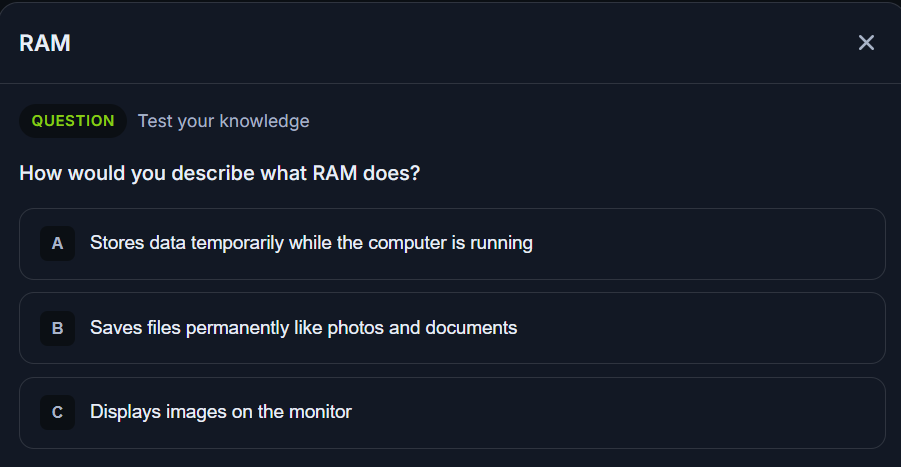 RAM
QUESTION Test your knowledge
How would you describe what RAM does?
A Stores data temporarily while the computer is running
B Saves files permanently like photos and documents
C Displays images on the monitor